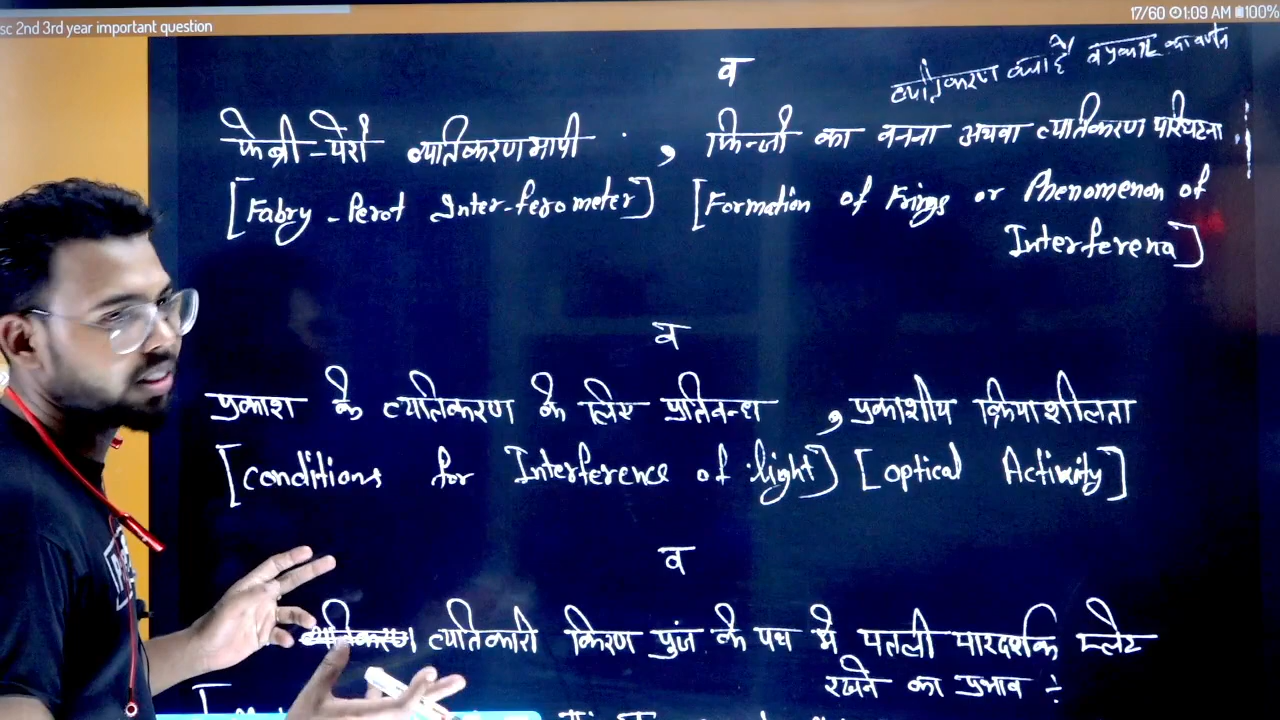 sc 2nd 3rd year important question
17/60 1:09 AM 100%
व
व्यतिकरण क्या है व प्रकार का वर्णन
फेब्री-पेरों व्यतिकरणमापी , फ्रिन्जों का बनना अथवा व्यतिकरण परिघटना
[Fabry-Perot Inter-ferometer] [Formation of Frings or Phenomenon of
Interferena]
व
प्रकाश के व्यतिकरण के लिए प्रतिबन्ध , प्रकाशीय क्रियाशीलता
[conditions for Interference of light] [optical Activity]
व
व्यतिकारी किरण पुंज के पथ में पतली पारदर्शक प्लेट
रखने का प्रभाव ÷